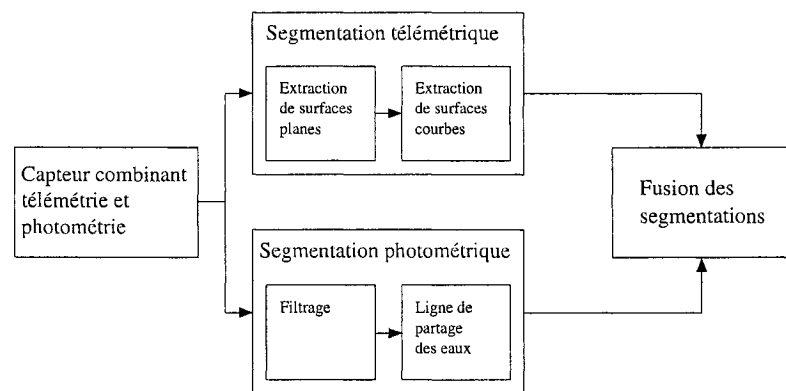 Segmentation télémétrique
Extraction
de surfaces
planes
Extraction
de surfaces
courbes
Capteur combinant
télémétrie et
photométrie
Fusion des
segmentations
Segmentation photométrique
Filtrage
Ligne de
partage
des eaux